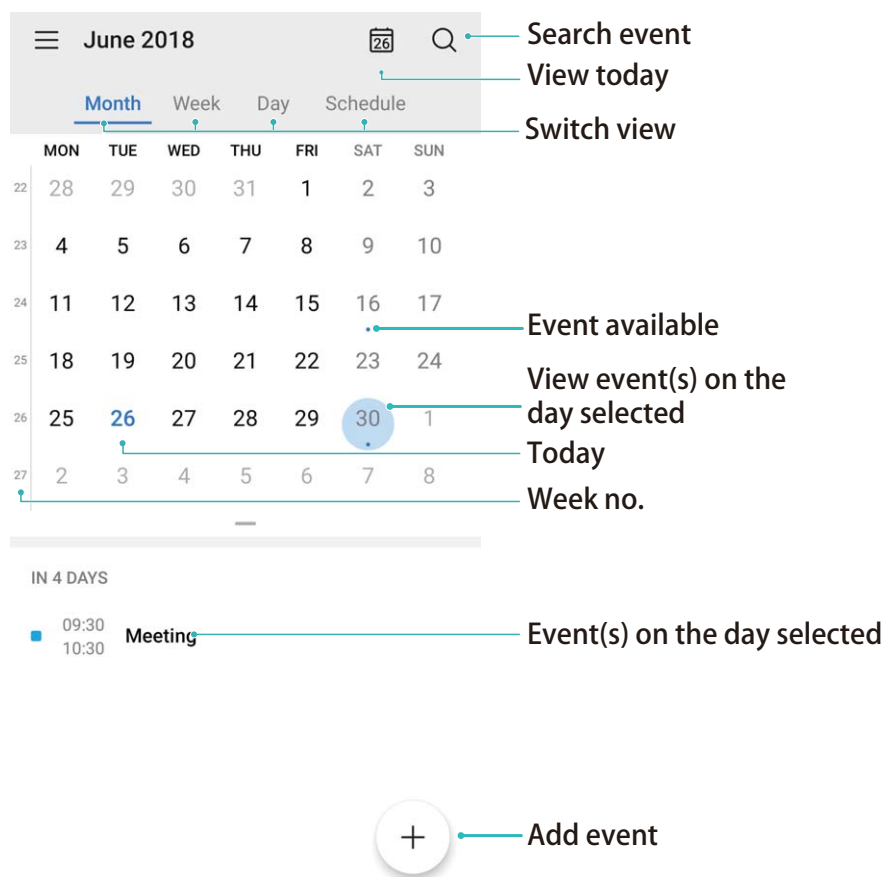 June 2018 26 Search event
View today
Month Week Day Schedule
Switch view
MON TUE WED THU FRI SAT SUN
22 28 29 30 31 1 2 3
23 4 5 6 7 8 9 10
24 11 12 13 14 15 16 17
Event available
25 18 19 20 21 22 23 24
View event(s) on the
day selected
26 25 26 27 28 29 30 1
Today
27 2 3 4 5 6 7 8
Week no.
IN 4 DAYS
09:30
10:30
Meeting
Event(s) on the day selected
+ Add event